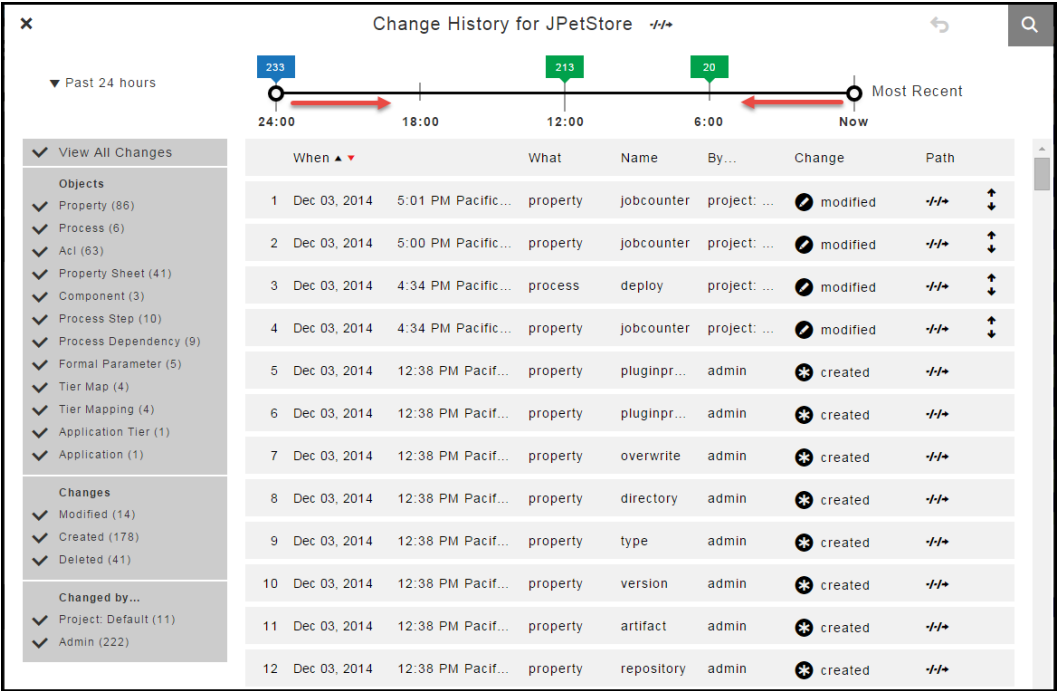 Change History for JPetStore
Past 24 hours
233
213
20
Most Recent
24:00
18:00
12:00
6:00
Now
View All Changes
Objects
Property (86)
Process (6)
Acl (63)
Property Sheet (41)
Component (3)
Process Step (10)
Process Dependency (9)
Formal Parameter (5)
Tier Map (4)
Tier Mapping (4)
Application Tier (1)
Application (1)
Changes
Modified (14)
Created (178)
Deleted (41)
Changed by...
Project: Default (11)
Admin (222)
When What Name By... Change Path
1 Dec 03, 2014 5:01 PM Pacific... property jobcounter project: ... modified
2 Dec 03, 2014 5:00 PM Pacific... property jobcounter project: ... modified
3 Dec 03, 2014 4:34 PM Pacific... process deploy project: ... modified
4 Dec 03, 2014 4:34 PM Pacific... property jobcounter project: ... modified
5 Dec 03, 2014 12:38 PM Pacif... property pluginpr... admin created
6 Dec 03, 2014 12:38 PM Pacif... property pluginpr... admin created
7 Dec 03, 2014 12:38 PM Pacif... property overwrite admin created
8 Dec 03, 2014 12:38 PM Pacif... property directory admin created
9 Dec 03, 2014 12:38 PM Pacif... property type admin created
10 Dec 03, 2014 12:38 PM Pacif... property version admin created
11 Dec 03, 2014 12:38 PM Pacif... property artifact admin created
12 Dec 03, 2014 12:38 PM Pacif... property repository admin created